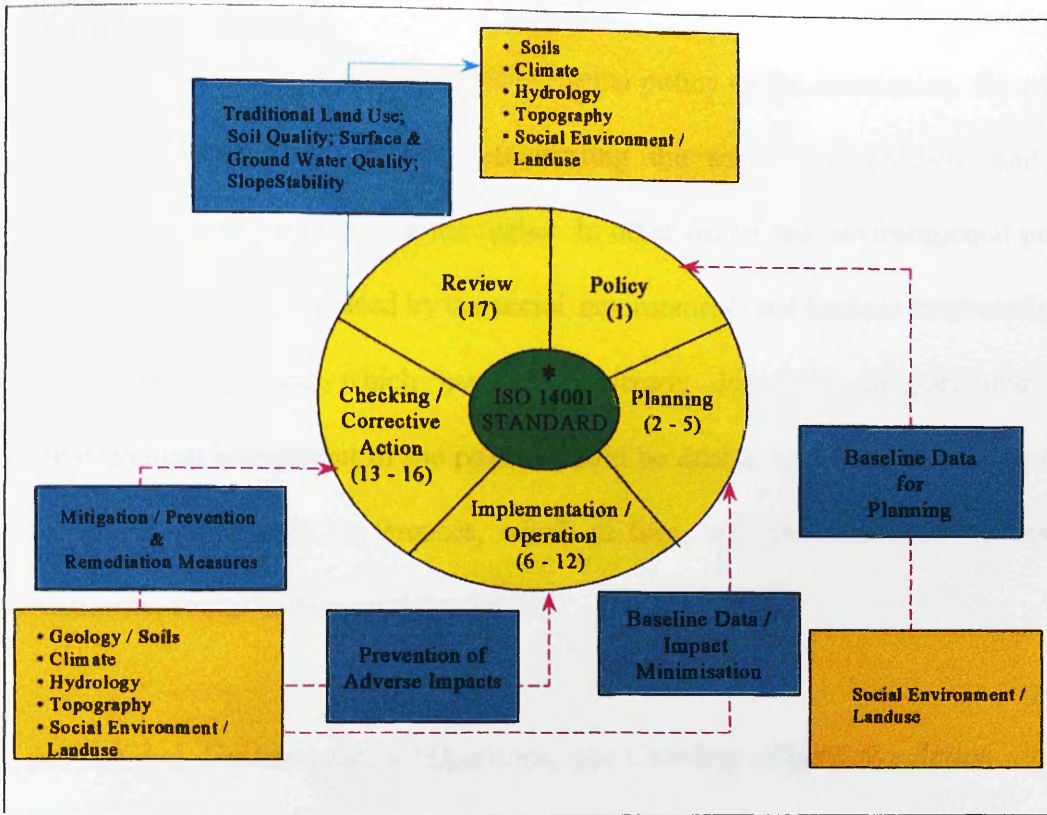 • Soils
• Climate
• Hydrology
• Topography
• Social Environment /
Landuse
Traditional Land Use;
Soil Quality; Surface &
Ground Water Quality;
SlopeStability
Review
(17)
Policy
(1)
*
ISO 14001
STANDARD
Planning
(2 - 5)
Checking /
Corrective
Action
(13 - 16)
Implementation /
Operation
(6 - 12)
Baseline Data
for
Planning
Mitigation / Prevention
&
Remediation Measures
• Geology / Soils
• Climate
• Hydrology
• Topography
• Social Environment /
Landuse
Prevention of
Adverse Impacts
Baseline Data /
Impact
Minimisation
Social Environment /
Landuse